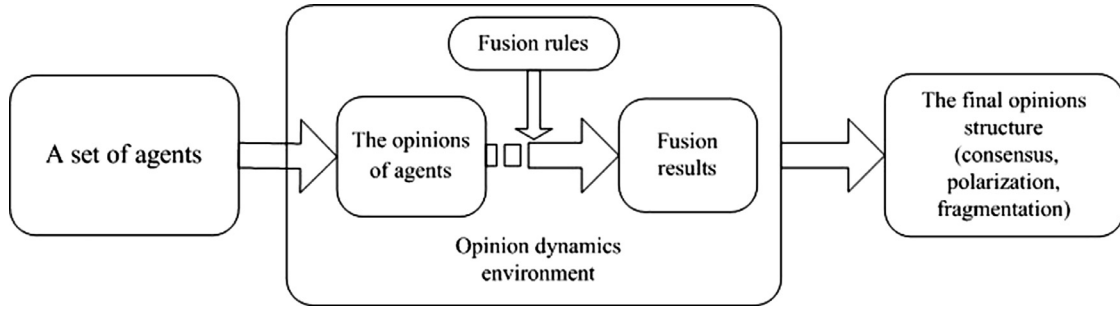 A set of agents
Fusion rules
The opinions
of agents
Fusion
results
Opinion dynamics
environment
The final opinions
structure
(consensus,
polarization,
fragmentation)